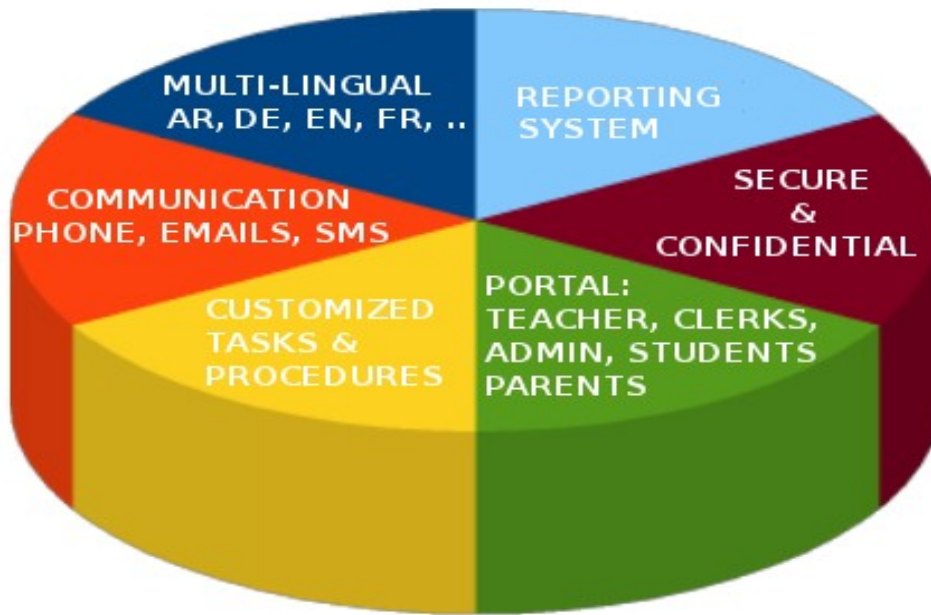 MULTI-LINGUAL
AR, DE, EN, FR, ..
REPORTING
SYSTEM
SECURE
&
CONFIDENTIAL
PORTAL:
TEACHER, CLERKS,
ADMIN, STUDENTS
PARENTS
CUSTOMIZED
TASKS &
PROCEDURES
COMMUNICATION
PHONE, EMAILS, SMS